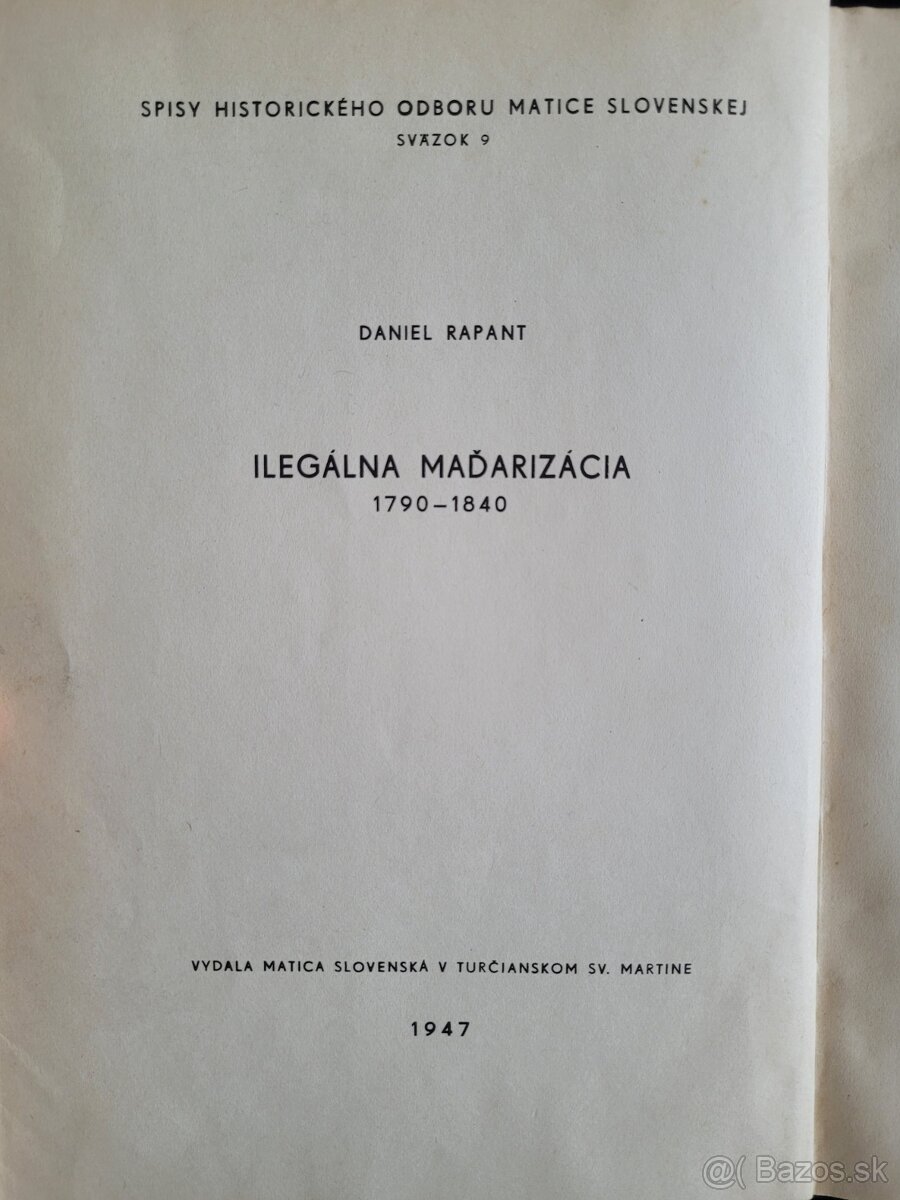 SPISY HISTORICKÉHO ODBORU MATICE SLOVENSKEJ
SVÄZOK 9
DANIEL RAPANT
ILEGÁLNA MAĎARIZÁCIA
1790–1840
VYDALA MATICA SLOVENSKÁ V TURČIANSKOM SV. MARTINE
1947
@( Bazos.sk